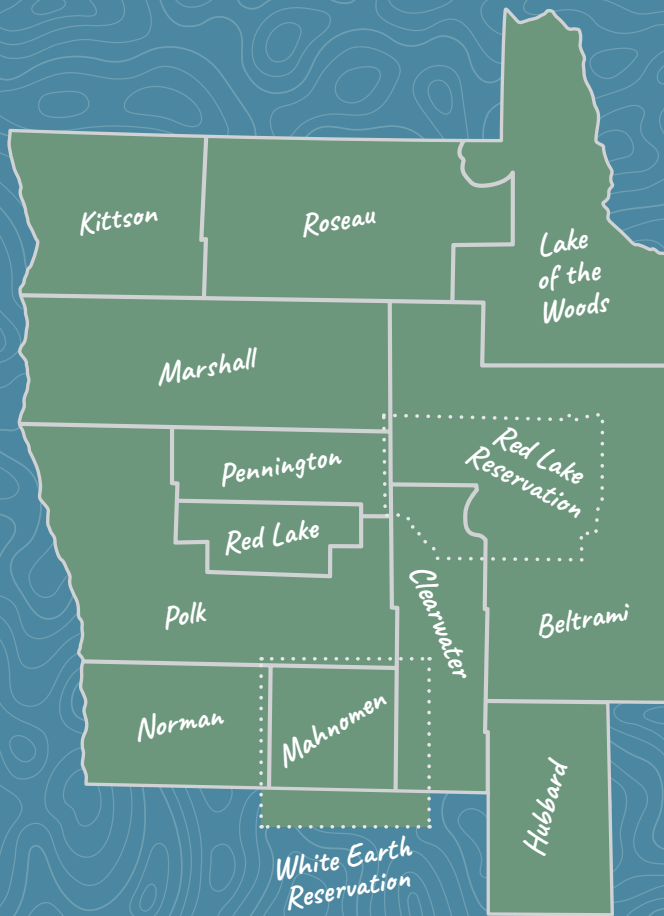 Kittson
Roseau
Lake
of the
Woods
Marshall
Red Lake
Reservation
Pennington
Red Lake
Clearwater
Polk
Beltrami
Norman
Mahnomen
Hubbard
White Earth
Reservation